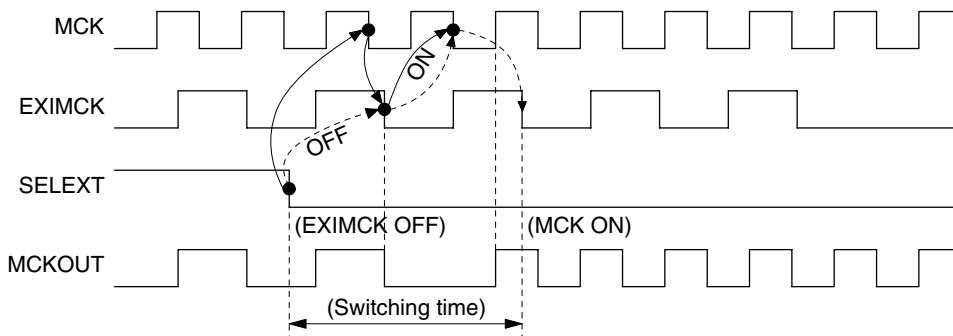 MCK
ON
EXIMCK
OFF
SELEXT
(EXIMCK OFF) (MCK ON)
MCKOUT
(Switching time)